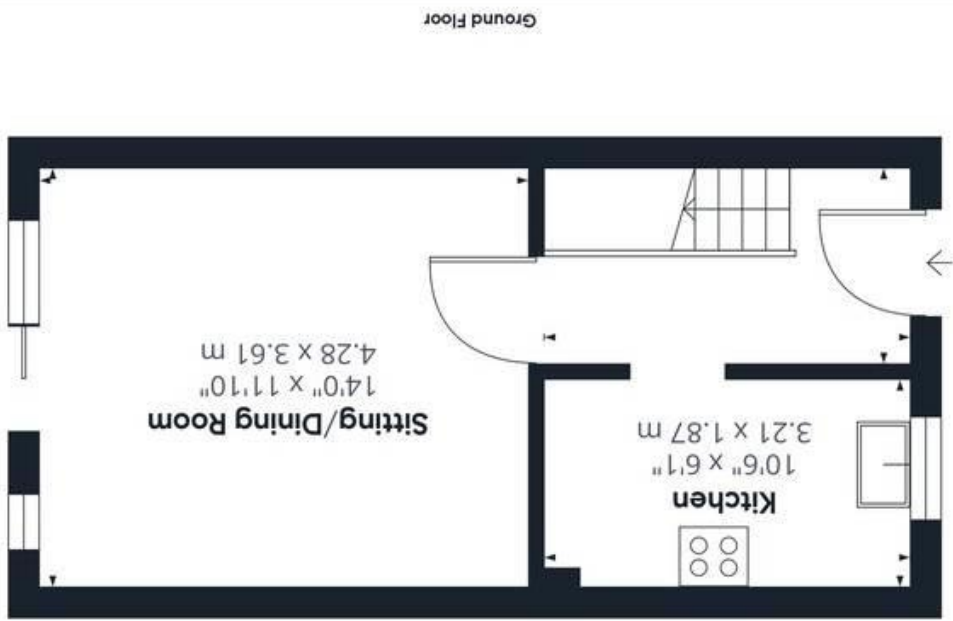 Kitchen
10'6" x 6'1"
3.21 x 1.87 m
Sitting/Dining Room
14'0" x 11'10"
4.28 x 3.61 m
Ground Floor